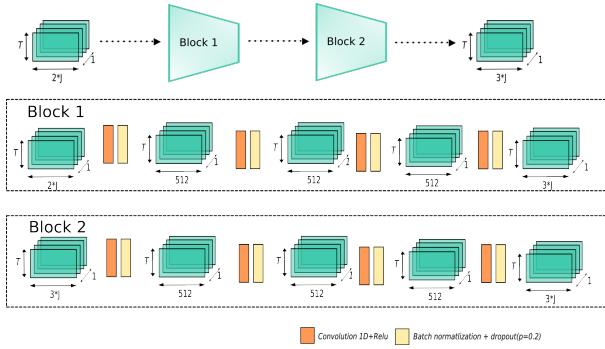 T
2*J
1
Block 1
Block 2
T
3*J
1
Block 1
T
2*J
1
T
512
1
T
512
1
T
512
1
T
3*J
1
Block 2
T
3*J
1
T
512
1
T
512
1
T
512
1
T
3*J
1
Convolution 1D+Relu
Batch normatlization + dropout(p=0.2)